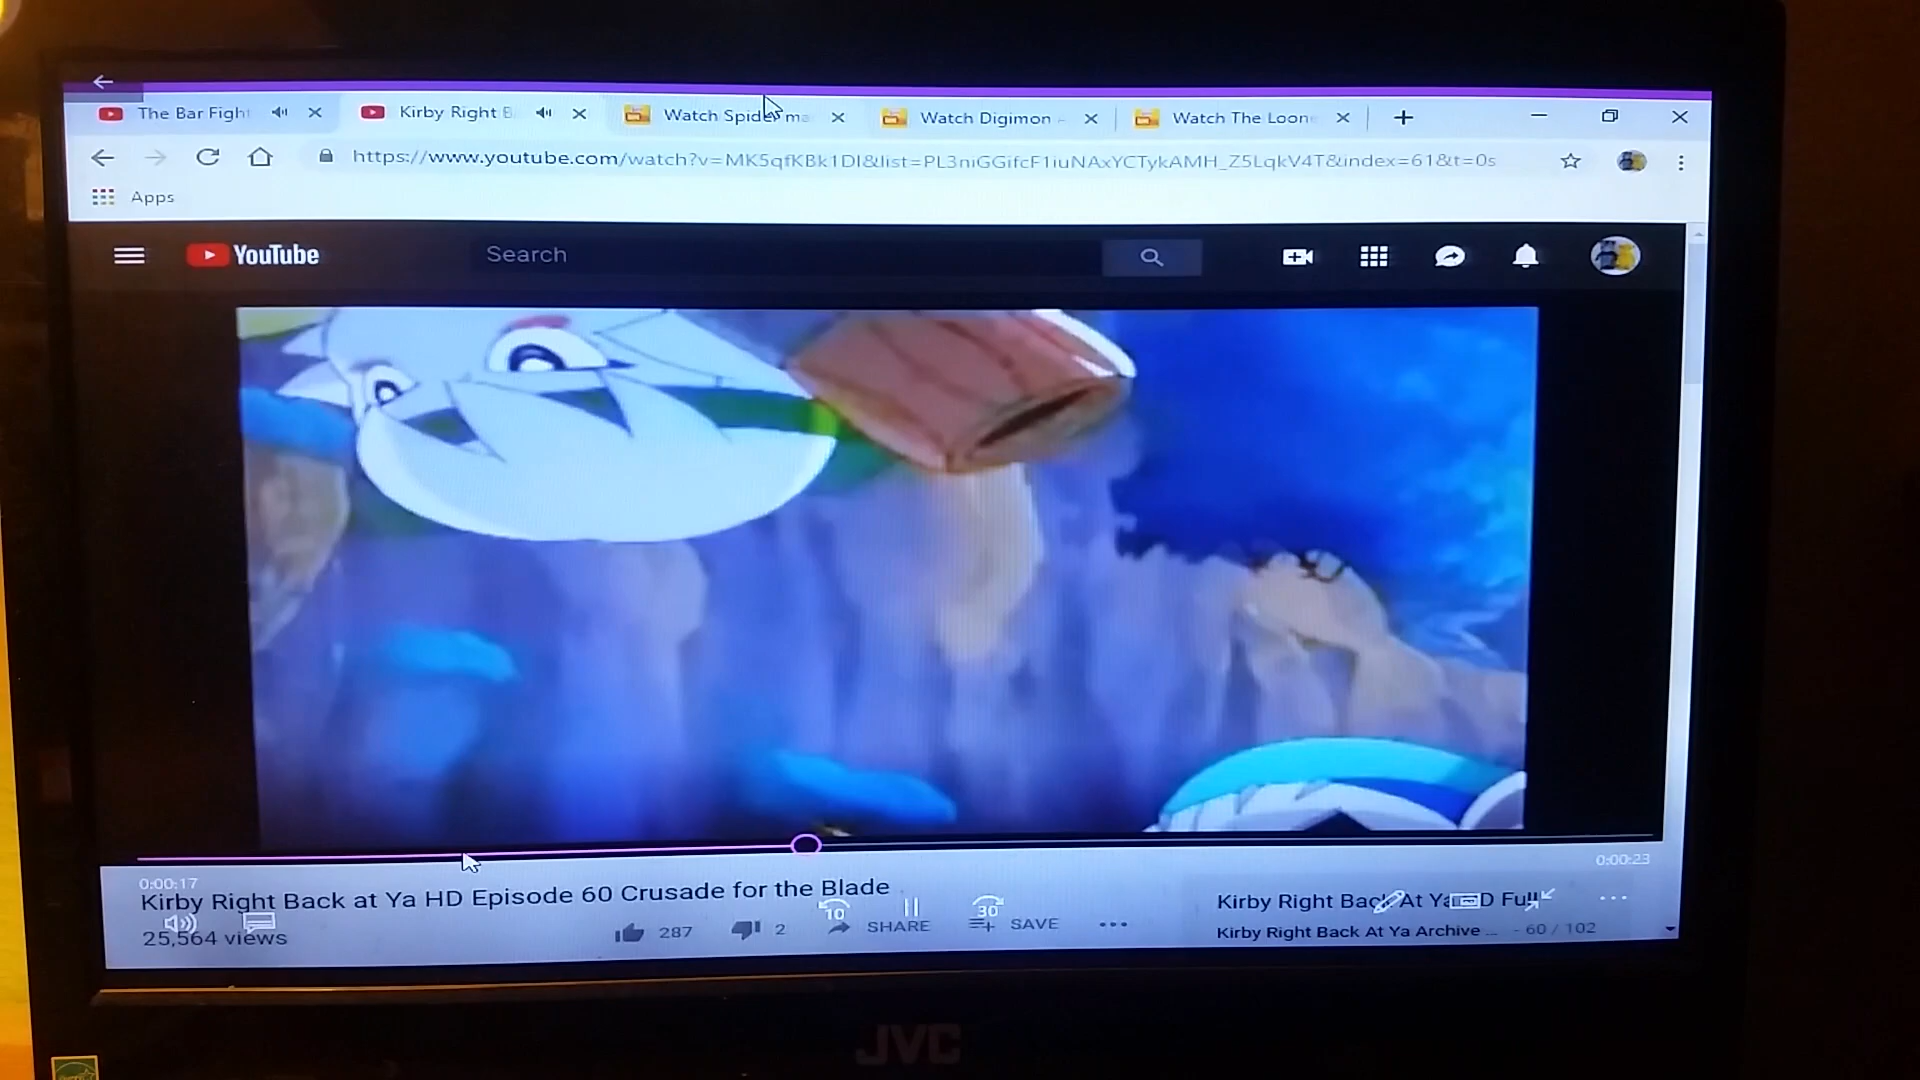 The Bar Fight
Kirby Right B
Watch Spider ma
Watch Digimon -
Watch The Loon
https://www.youtube.com/watch?v=MK5qfKBk1DI&list=PL3niGGifcF1iuNAxYCTykAMH_Z5LqkV4T&index=61&t=0s
Apps
YouTube
Search
0:00:17
0:00:23
Kirby Right Back at Ya HD Episode 60 Crusade for the Blade
25,564 views
287
2
10
SHARE
30
SAVE
Kirby Right Back At Ya HD Full
Kirby Right Back At Ya Archive ... - 60 / 102
JVC